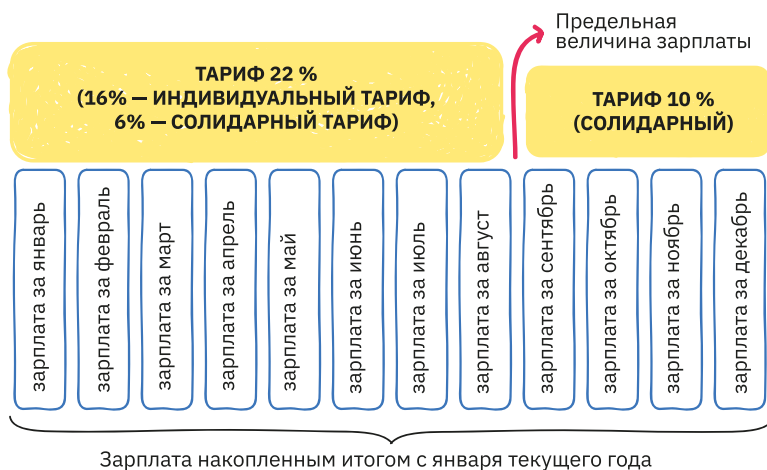 Предельная
величина зарплаты
ТАРИФ 22 %
(16% — ИНДИВИДУАЛЬНЫЙ ТАРИФ,
6% — СОЛИДАРНЫЙ ТАРИФ)
ТАРИФ 10 %
(СОЛИДАРНЫЙ)
зарплата за январь
зарплата за февраль
зарплата за март
зарплата за апрель
зарплата за май
зарплата за июнь
зарплата за июль
зарплата за август
зарплата за сентябрь
зарплата за октябрь
зарплата за ноябрь
зарплата за декабрь
Зарплата накопленным итогом с января текущего года